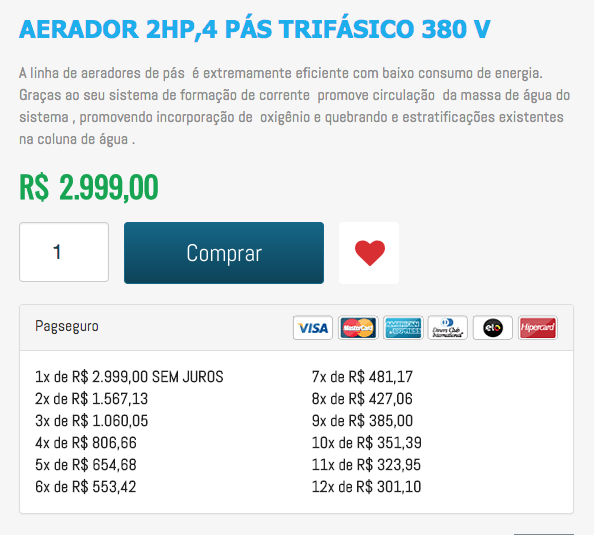 AERADOR 2HP,4 PÁS TRIFÁSICO 380 V
A linha de aeradores de pás é extremamente eficiente com baixo consumo de energia.
Graças ao seu sistema de formação de corrente promove circulação da massa de água do
sistema , promovendo incorporação de oxigênio e quebrando e estratificações existentes
na coluna de água .
R$ 2.999,00
1
Comprar
Pagseguro
VISA
MasterCard
AMERICAN EXPRESS
Diners Club International
elo
Hipercard
1x de R$ 2.999,00 SEM JUROS
2x de R$ 1.567,13
3x de R$ 1.060,05
4x de R$ 806,66
5x de R$ 654,68
6x de R$ 553,42
7x de R$ 481,17
8x de R$ 427,06
9x de R$ 385,00
10x de R$ 351,39
11x de R$ 323,95
12x de R$ 301,10